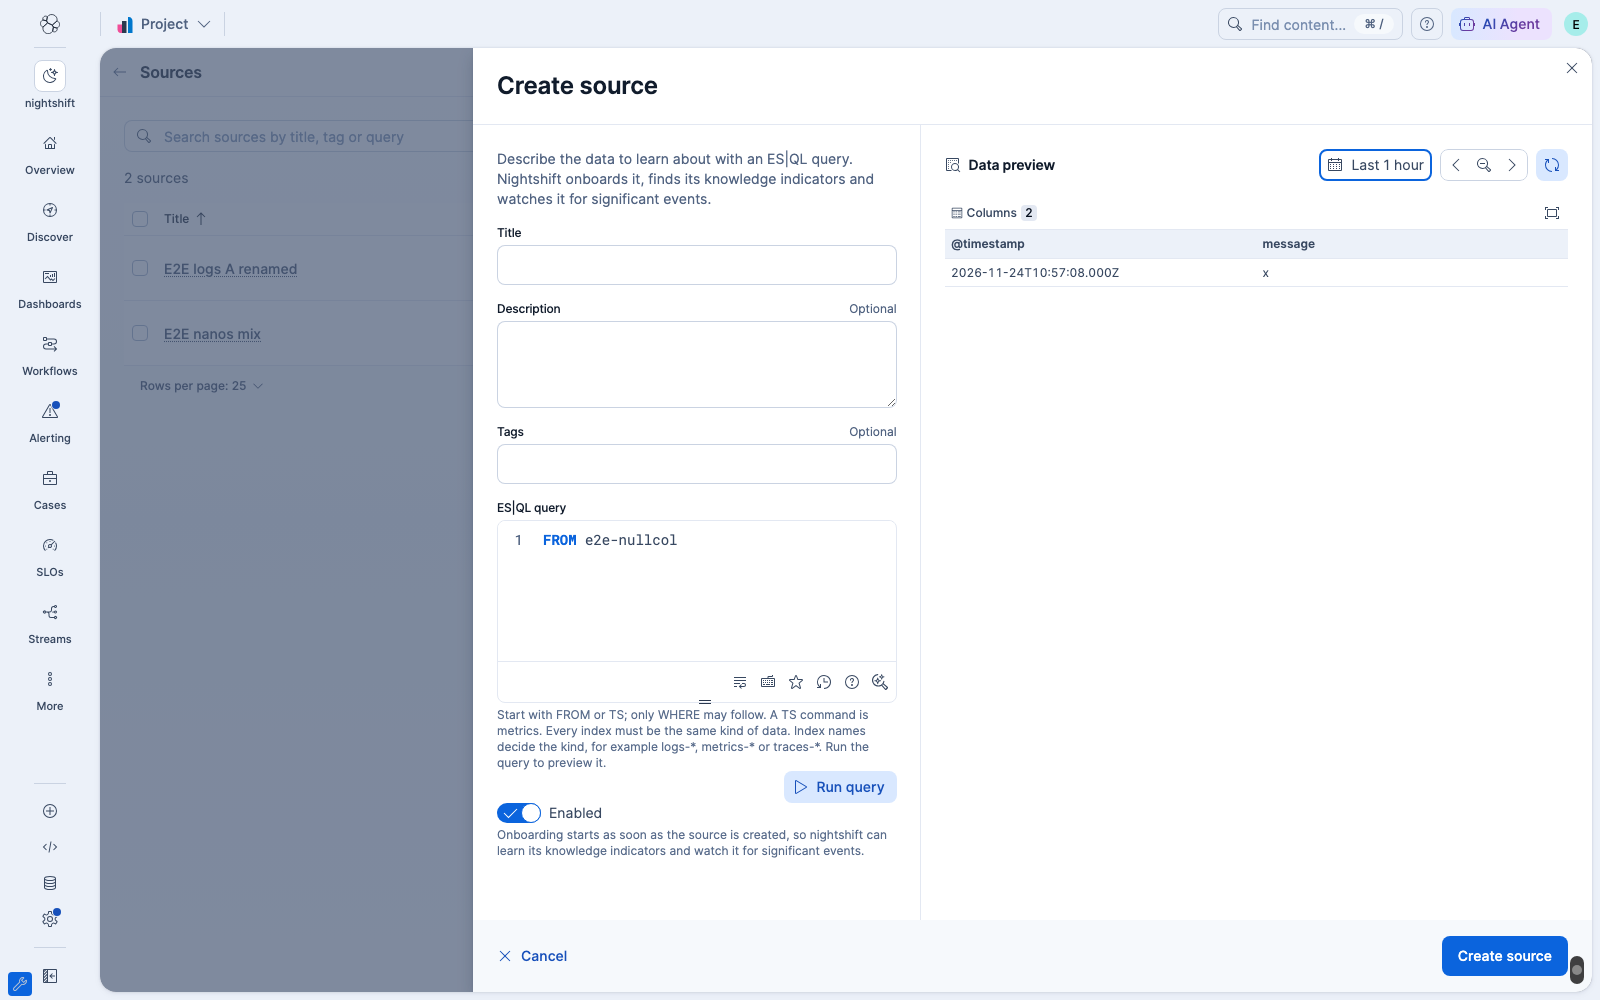 Project
Find content...
⌘ /
AI Agent
E
nightshift
Overview
Discover
Dashboards
Workflows
Alerting
Cases
SLOs
Streams
More
Sources
Search sources by title, tag or query
2 sources
Title
E2E logs A renamed
E2E nanos mix
Rows per page: 25
Create source
Describe the data to learn about with an ES|QL query.
Nightshift onboards it, finds its knowledge indicators and
watches it for significant events.
Title
Description Optional
Tags Optional
ES|QL query
1 FROM e2e-nullcol
Start with FROM or TS; only WHERE may follow. A TS command is
metrics. Every index must be the same kind of data. Index names
decide the kind, for example logs-*, metrics-* or traces-*. Run the
query to preview it.
Run query
Enabled
Onboarding starts as soon as the source is created, so nightshift can
learn its knowledge indicators and watch it for significant events.
Data preview
Last 1 hour
Columns 2
@timestamp message
2026-11-24T10:57:08.000Z x
Cancel
Create source